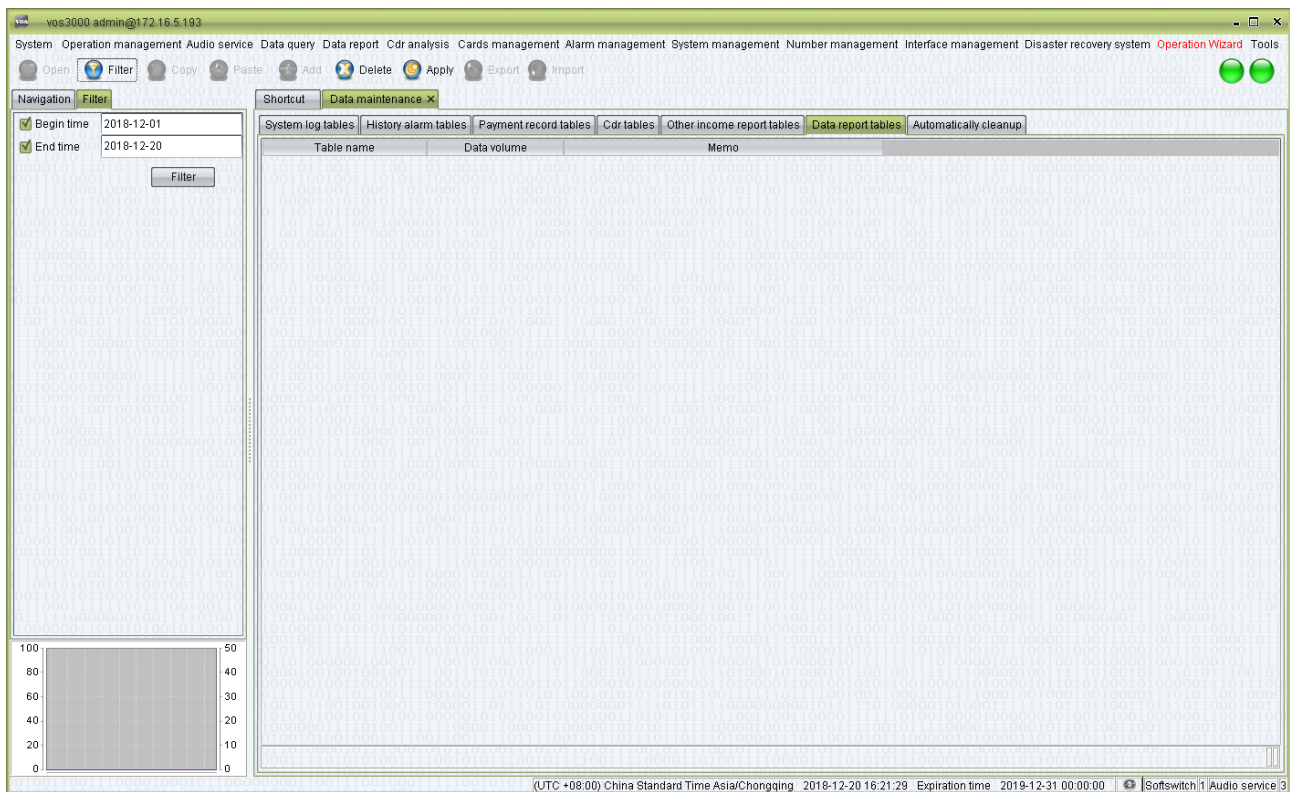 vos vos3000 admin@172.16.5.193
System Operation management Audio service Data query Data report Cdr analysis Cards management Alarm management System management Number management Interface management Disaster recovery system Operation Wizard Tools
Open Filter Copy Paste Add Delete Apply Export Import
Navigation Filter Shortcut Data maintenance ×
Begin time 2018-12-01
End time 2018-12-20
Filter
System log tables History alarm tables Payment record tables Cdr tables Other income report tables Data report tables Automatically cleanup
Table name Data volume Memo
100 50
80 40
60 30
40 20
20 10
0 0
(UTC +08:00) China Standard Time Asia/Chongqing 2018-12-20 16:21:29 Expiration time 2019-12-31 00:00:00 Softswitch 1 Audio service 3